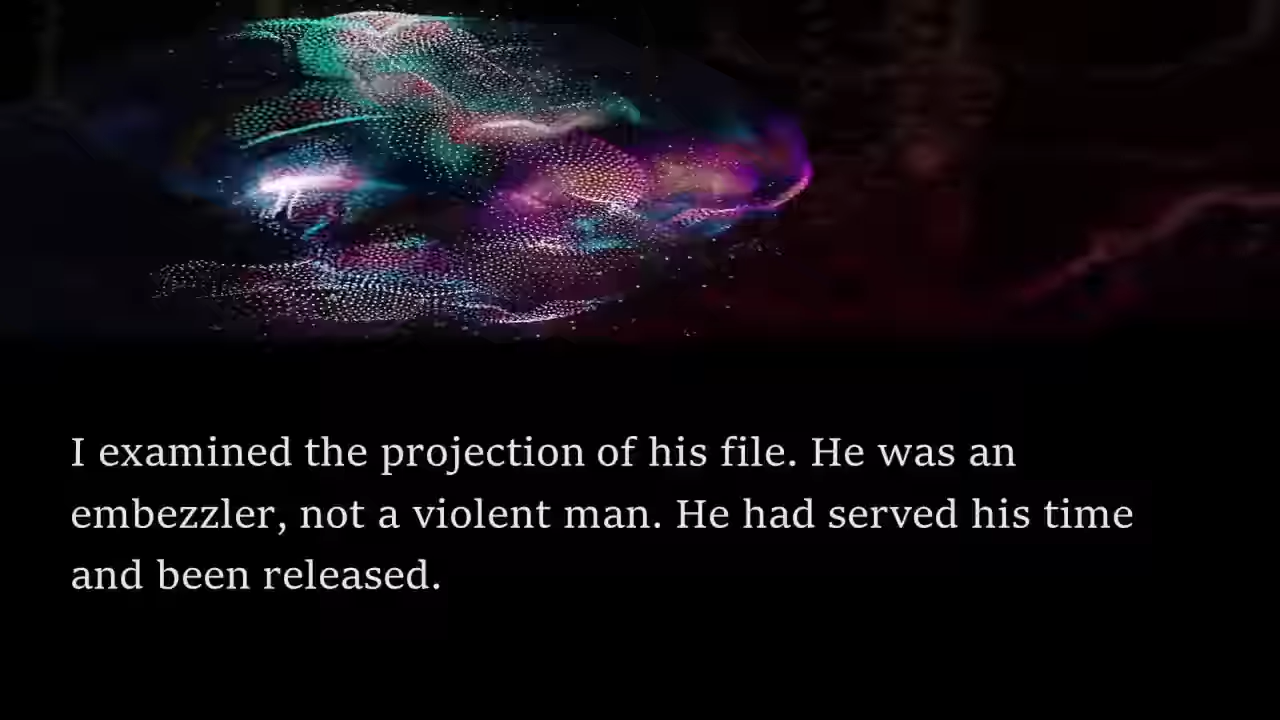 I examined the projection of his file. He was an
embezzler, not a violent man. He had served his time
and been released.